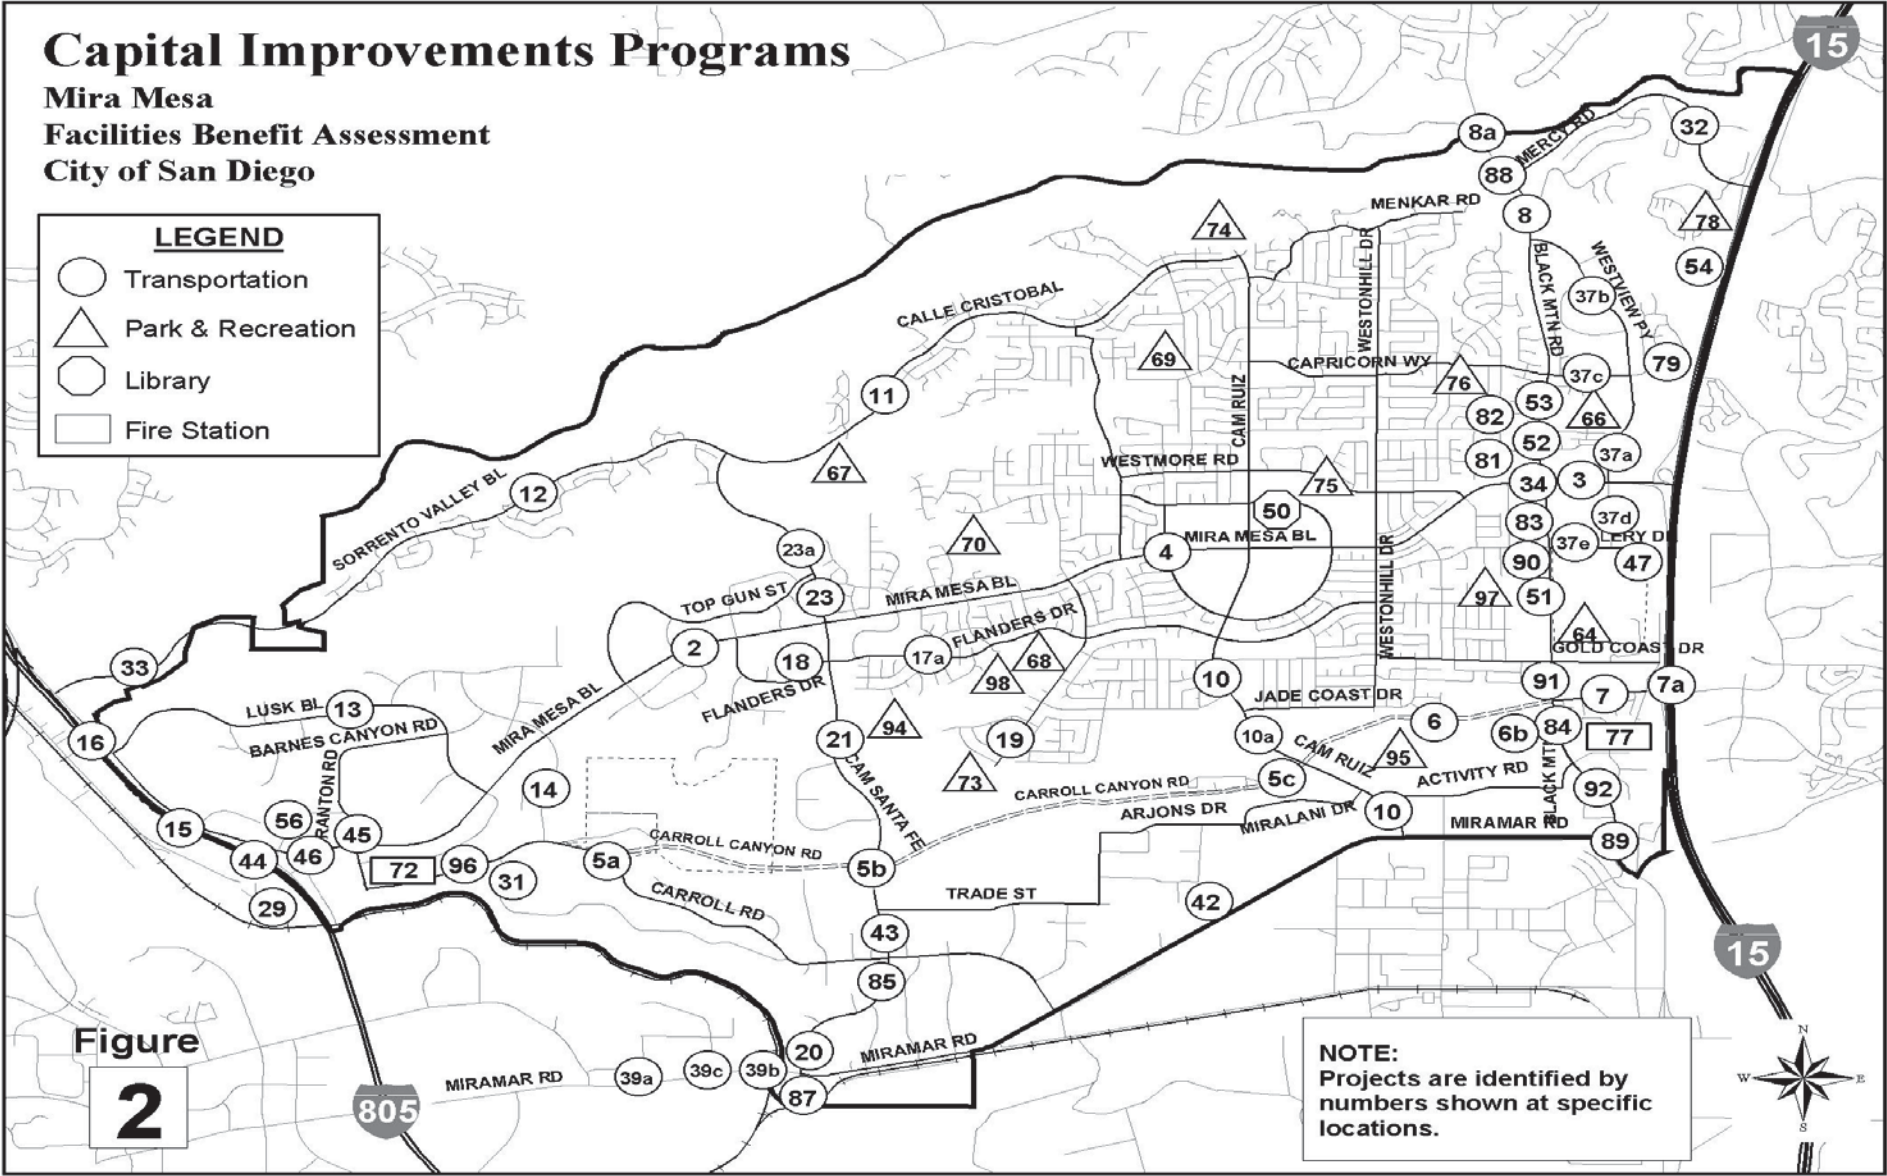 Capital Improvements Programs
Mira Mesa
Facilities Benefit Assessment
City of San Diego
LEGEND
Transportation
Park & Recreation
Library
Fire Station
15
8a
MERCY RD
32
88
MENKAR RD
8
74
78
WESTONHILL DR
BLACK MTN RD
WESTVIEW PY
54
37b
CALLE CRISTOBAL
69
CAPRICORN WY
79
76
37c
11
CAM RUIZ
53
82
66
52
37a
WESTMORE RD
81
67
75
34
3
SORRENTO VALLEY BL
12
50
83
37d
MIRA MESA BL
37e
LERY D
70
23a
4
WESTONHILL DR
90
47
TOP GUN ST
23
MIRA MESA BL
97
51
FLANDERS DR
64
GOLD COAST DR
2
18
17a
68
33
98
10
91
7
7a
FLANDERS DR
JADE COAST DR
LUSK BL
13
MIRA MESA BL
94
6
84
BARNES CANYON RD
16
21
19
10a
6b
77
CAM RUIZ
95
RANTON RD
14
CAM SANTA FE
73
CARROLL CANYON RD
5c
ACTIVITY RD
92
56
15
45
ARJONS DR
MIRALANI DR
10
BLACK MT
MIRAMAR RD
89
46
44
72
96
31
5a
CARROLL CANYON RD
5b
29
CARROLL RD
TRADE ST
42
43
15
85
Figure
2
805
MIRAMAR RD
39a
39c
39b
20
MIRAMAR RD
87
NOTE:
Projects are identified by
numbers shown at specific
locations.
N
W
E
S